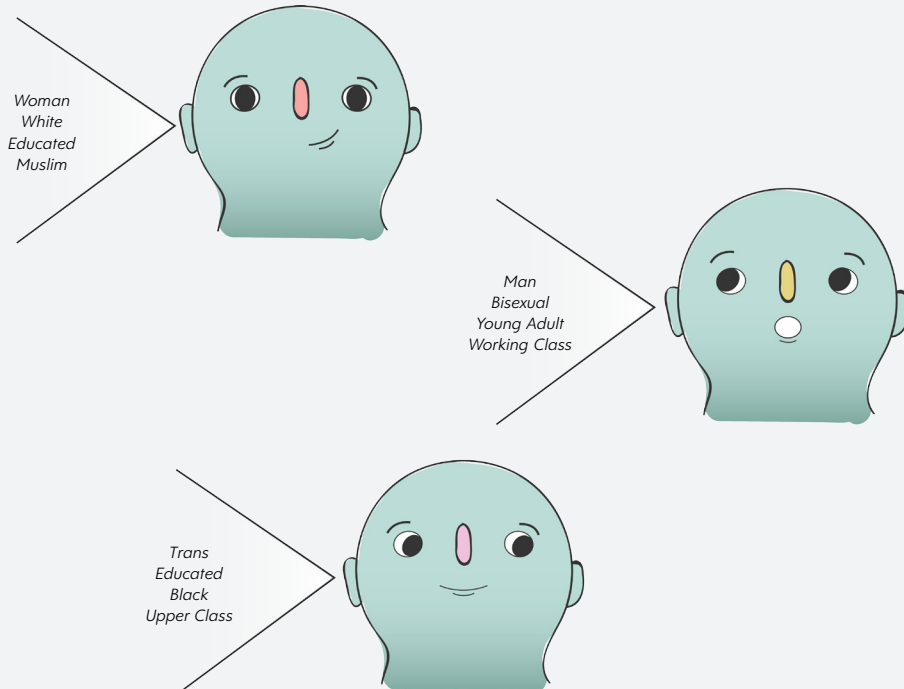 Woman
White
Educated
Muslim
Man
Bisexual
Young Adult
Working Class
Trans
Educated
Black
Upper Class